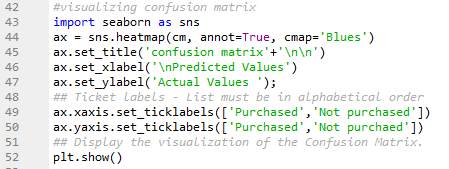 42 #visualizing confusion matrix
43 import seaborn as sns
44 ax = sns.heatmap(cm, annot=True, cmap='Blues')
45 ax.set_title('confusion matrix'+'\n\n')
46 ax.set_xlabel('\nPredicted Values')
47 ax.set_ylabel('Actual Values ');
48 ## Ticket labels - List must be in alphabetical order
49 ax.xaxis.set_ticklabels(['Purchased','Not purchased'])
50 ax.yaxis.set_ticklabels(['Purchased','Not purchaed'])
51 ## Display the visualization of the Confusion Matrix.
52 plt.show()